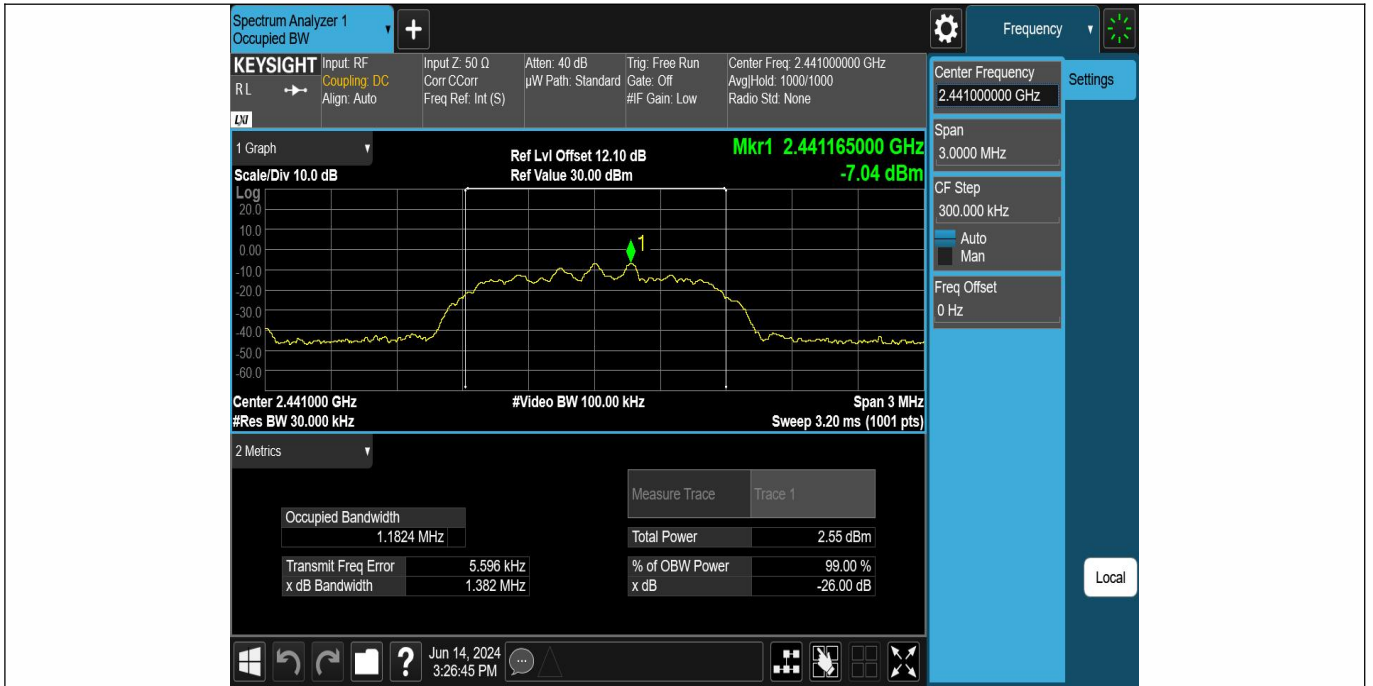 Spectrum Analyzer 1
Occupied BW
+
Frequency
KEYSIGHT
RL
LXI
Input: RF
Coupling: DC
Align: Auto
Input Z: 50 Ω
Corr CCorr
Freq Ref: Int (S)
Atten: 40 dB
µW Path: Standard
Trig: Free Run
Gate: Off
#IF Gain: Low
Center Freq: 2.441000000 GHz
Avg|Hold: 1000/1000
Radio Std: None
Center Frequency
2.441000000 GHz
Settings
Span
3.0000 MHz
CF Step
300.000 kHz
Auto
Man
Freq Offset
0 Hz
Local
1 Graph
Scale/Div 10.0 dB
Ref Lvl Offset 12.10 dB
Ref Value 30.00 dBm
Mkr1 2.441165000 GHz
-7.04 dBm
Log
20.0
10.0
0.00
-10.0
-20.0
-30.0
-40.0
-50.0
-60.0
1
Center 2.441000 GHz
#Video BW 100.00 kHz
Span 3 MHz
#Res BW 30.000 kHz
Sweep 3.20 ms (1001 pts)
2 Metrics
Measure Trace Trace 1
Occupied Bandwidth
1.1824 MHz
Total Power 2.55 dBm
Transmit Freq Error 5.596 kHz
% of OBW Power 99.00 %
x dB Bandwidth 1.382 MHz
x dB -26.00 dB
?
Jun 14, 2024
3:26:45 PM